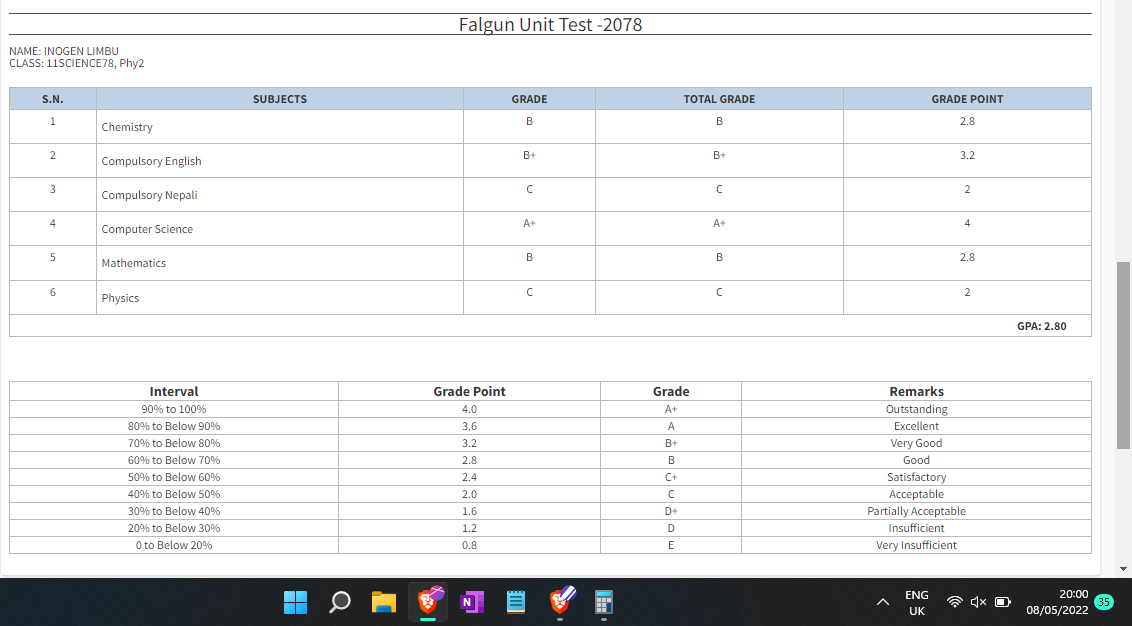 Falgun Unit Test -2078
NAME: INOGEN LIMBU
CLASS: 11SCIENCE78, Phy2
S.N. SUBJECTS GRADE TOTAL GRADE GRADE POINT
1 Chemistry B B 2.8
2 Compulsory English B+ B+ 3.2
3 Compulsory Nepali C C 2
4 Computer Science A+ A+ 4
5 Mathematics B B 2.8
6 Physics C C 2
GPA: 2.80
Interval Grade Point Grade Remarks
90% to 100% 4.0 A+ Outstanding
80% to Below 90% 3.6 A Excellent
70% to Below 80% 3.2 B+ Very Good
60% to Below 70% 2.8 B Good
50% to Below 60% 2.4 C+ Satisfactory
40% to Below 50% 2.0 C Acceptable
30% to Below 40% 1.6 D+ Partially Acceptable
20% to Below 30% 1.2 D Insufficient
0 to Below 20% 0.8 E Very Insufficient
N
ENG 20:00
UK 08/05/2022 35